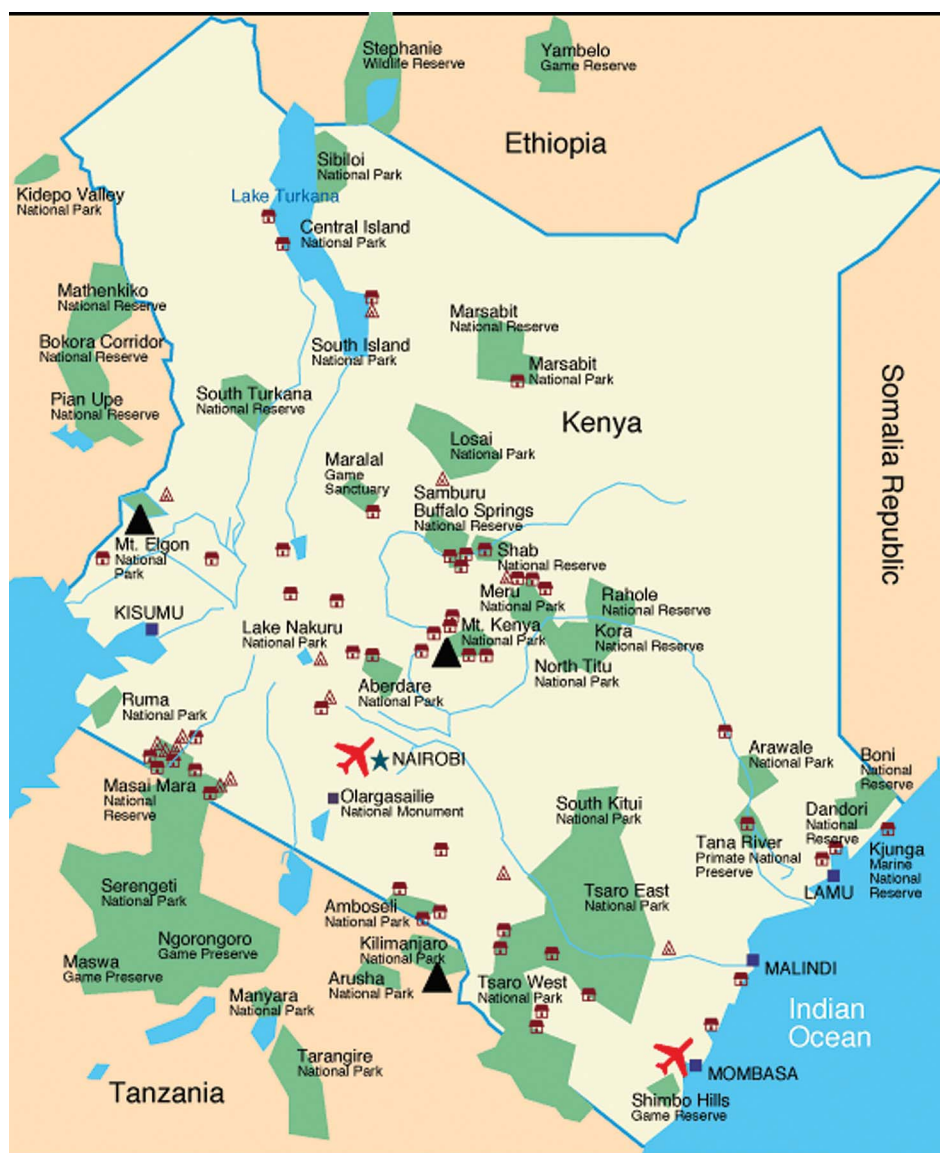 Stephanie
Wildlife Reserve
Yambelo
Game Reserve
Ethiopia
Sibiloi
National Park
Kidepo Valley
National Park
Lake Turkana
Central Island
National Park
Mathenkiko
National Reserve
Bokora Corridor
National Reserve
Pian Upe
National Reserve
South Island
National Park
Marsabit
National Reserve
Marsabit
National Park
South Turkana
National Reserve
Kenya
Somalia Republic
Losai
National Park
Maralal
Game
Sanctuary
Samburu
Buffalo Springs
National Reserve
Mt. Elgon
National
Park
Shab
National Reserve
Meru
National Park
Rahole
National Reserve
KISUMU
Lake Nakuru
National Park
Mt. Kenya
National Park
Kora
National Reserve
North Titu
National Park
Aberdare
National Park
Ruma
National Park
NAIROBI
Arawale
National Park
Boni
National
Reserve
Masai Mara
National
Reserve
Olargasailie
National Monument
South Kitui
National Park
Dandori
National
Reserve
Tana River
Primate National
Preserve
Kjunga
Marine
National
Reserve
LAMU
Serengeti
National Park
Tsaro East
National Park
Amboseli
National Park
Ngorongoro
Game Preserve
Maswa
Game Preserve
Kilimanjaro
National Park
Arusha
National Park
Tsaro West
National Park
MALINDI
Manyara
National Park
Indian
Ocean
Tarangire
National Park
Tanzania
MOMBASA
Shimbo Hills
Game Reserve